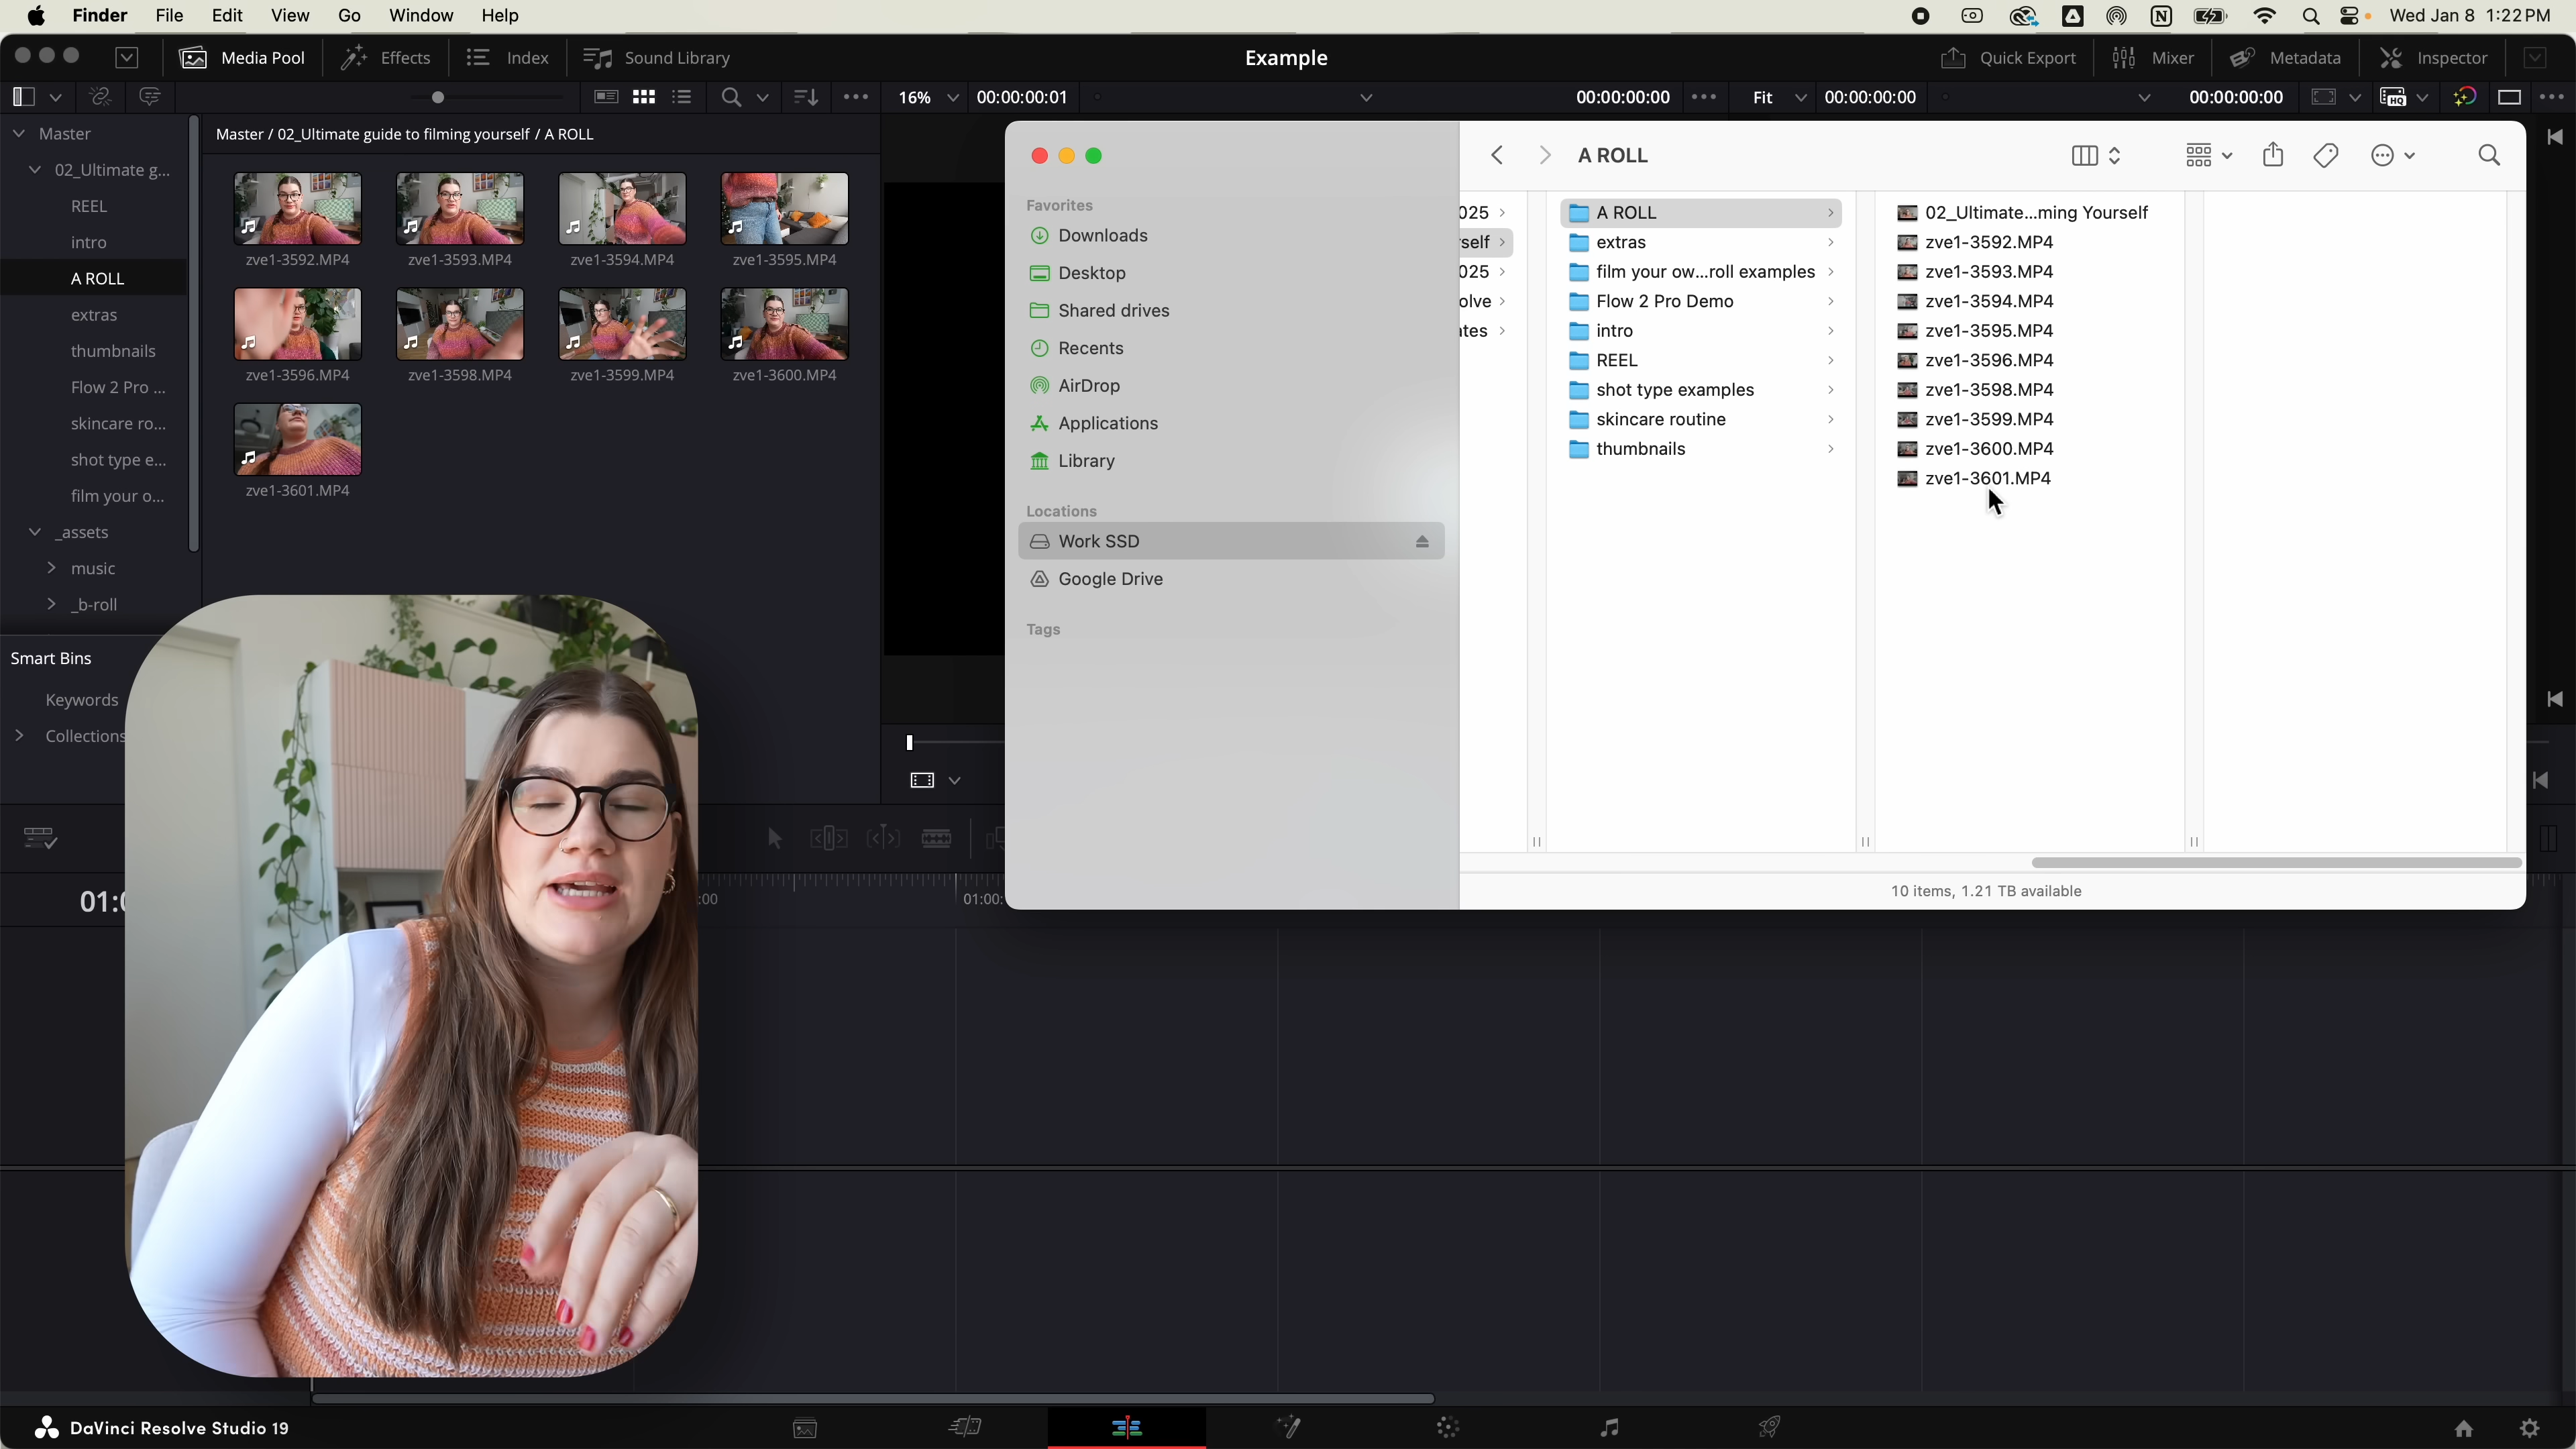 Finder File Edit View Go Window Help Wed Jan 8 1:22 PM
Media Pool Effects Index Sound Library Example Quick Export Mixer Metadata Inspector
16% 00:00:00:01 00:00:00:00 Fit 00:00:00:00 00:00:00:00
Master
02_Ultimate g...
REEL
intro
A ROLL
extras
thumbnails
Flow 2 Pro ...
skincare ro...
shot type e...
film your o...
_assets
music
_b-roll
Smart Bins
Keywords
Collections
Master / 02_Ultimate guide to filming yourself / A ROLL
zve1-3592.MP4 zve1-3593.MP4 zve1-3594.MP4 zve1-3595.MP4
zve1-3596.MP4 zve1-3598.MP4 zve1-3599.MP4 zve1-3600.MP4
zve1-3601.MP4
A ROLL
Favorites
Downloads
Desktop
Shared drives
Recents
AirDrop
Applications
Library
Locations
Work SSD
Google Drive
Tags
025
rself
025
olve
ates
A ROLL
extras
film your ow...roll examples
Flow 2 Pro Demo
intro
REEL
shot type examples
skincare routine
thumbnails
02_Ultimate...ming Yourself
zve1-3592.MP4
zve1-3593.MP4
zve1-3594.MP4
zve1-3595.MP4
zve1-3596.MP4
zve1-3598.MP4
zve1-3599.MP4
zve1-3600.MP4
zve1-3601.MP4
10 items, 1.21 TB available
:00 01:00:
DaVinci Resolve Studio 19